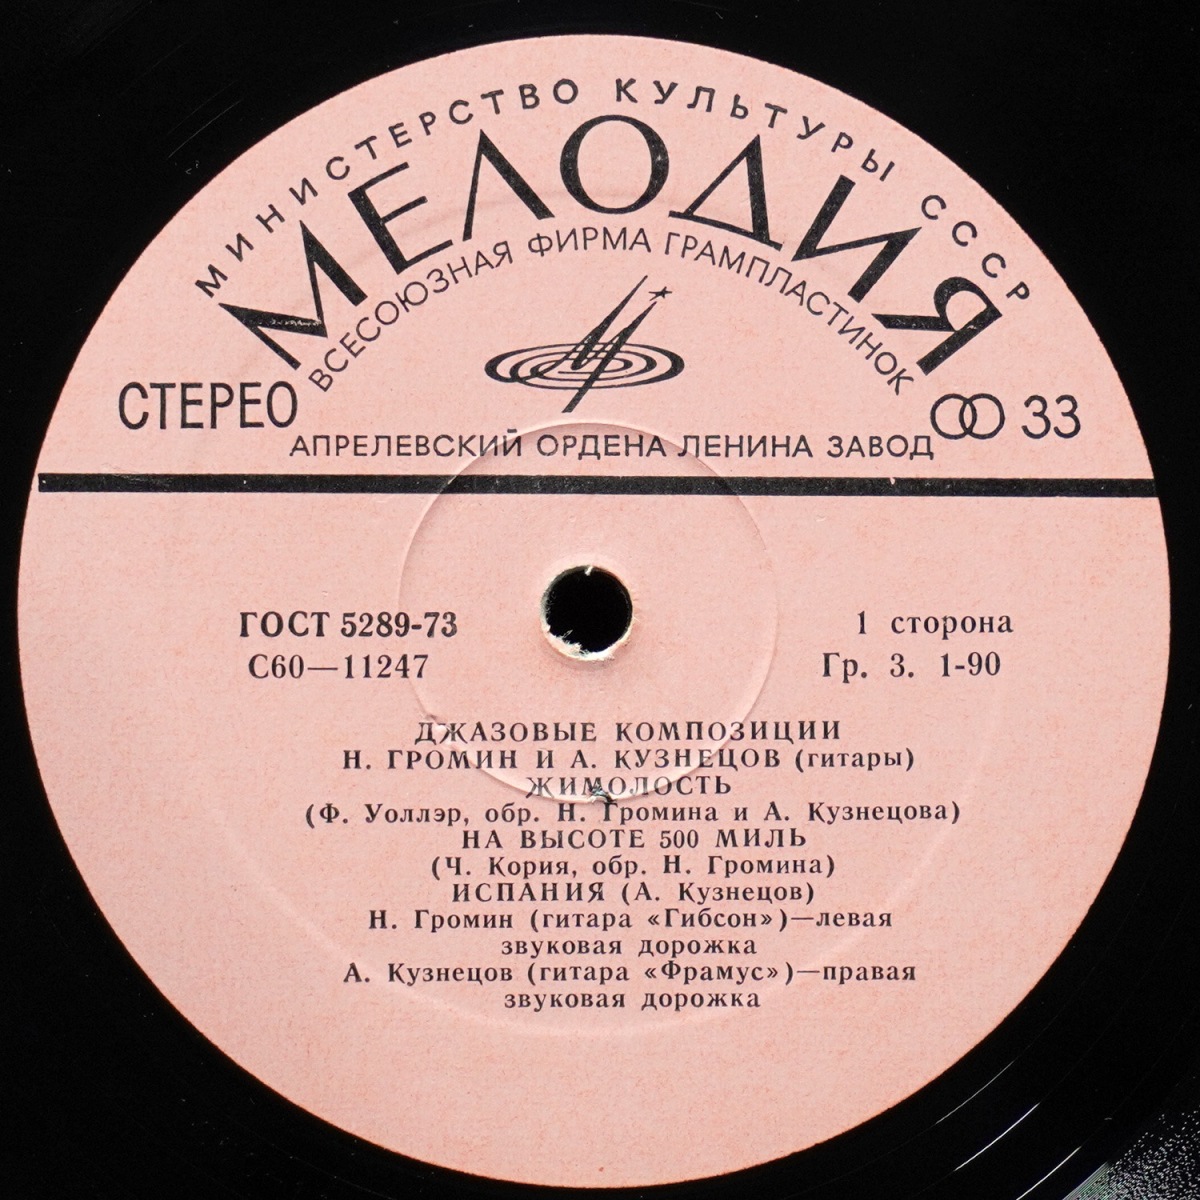 МИНИСТЕРСТВО КУЛЬТУРЫ СССР
МЕЛОДИЯ
ВСЕСОЮЗНАЯ ФИРМА ГРАМПЛАСТИНОК
СТЕРЕО
33
АПРЕЛЕВСКИЙ ОРДЕНА ЛЕНИНА ЗАВОД
ГОСТ 5289-73
1 сторона
С60—11247
Гр. 3. 1-90
ДЖАЗОВЫЕ КОМПОЗИЦИИ
Н. ГРОМИН И А. КУЗНЕЦОВ (гитары)
ЖИМОЛОСТЬ
(Ф. Уоллэр, обр. Н. Громина и А. Кузнецова)
НА ВЫСОТЕ 500 МИЛЬ
(Ч. Кория, обр. Н. Громина)
ИСПАНИЯ (А. Кузнецов)
Н. Громин (гитара «Гибсон»)—левая
звуковая дорожка
А. Кузнецов (гитара «Фрамус»)—правая
звуковая дорожка